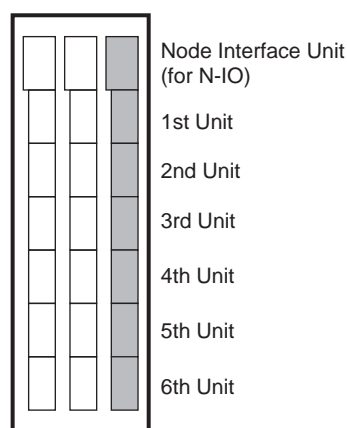 Node Interface Unit
(for N-IO)
1st Unit
2nd Unit
3rd Unit
4th Unit
5th Unit
6th Unit